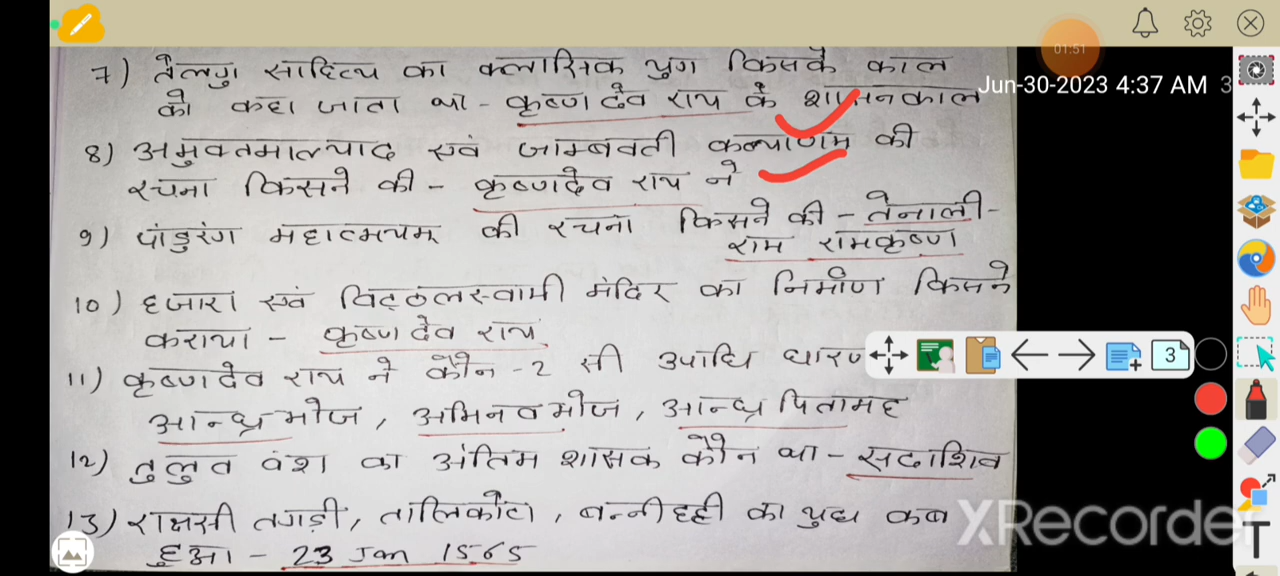 01:51
Jun-30-2023 4:37 AM 3
7) तेलगु साहित्य का क्लासिक युग किसके काल
को कहा जाता था - कृष्ण देव राय के शासनकाल
8) अमुक्तमाल्याद एवं जाम्बवती कल्याणम की
रचना किसने की - कृष्णदेव राय ने
9) पांडुरंग महात्मयम् की रचना किसने की - तेनाली-
राम रामकृष्ण
10) हजारा एवं विट्ठलस्वामी मंदिर का निर्माण किसने
कराया - कृष्ण देव राय
11) कृष्णदेव राय ने कौन-2 सी उपाधि धारण
आन्ध्र भोज, अभिनव भोज, आन्ध्र पितामह
3
12) तुलुव वंश का अंतिम शासक कौन था - सदाशिव
13) राक्षसी तगड़ी, तालिकोटा, बन्नीहट्टी का युद्ध कब
हुआ - 23 Jan 1565
XRecorder
T